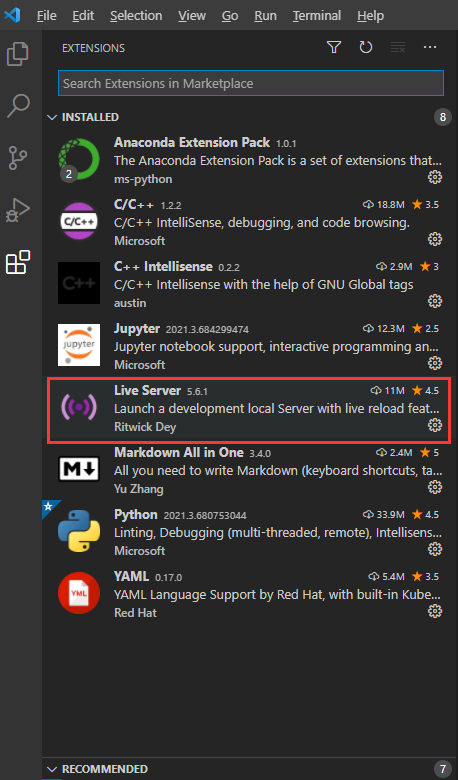 File Edit Selection View Go Run Terminal Help
EXTENSIONS
Search Extensions in Marketplace
INSTALLED 8
Anaconda Extension Pack 1.0.1
2 The Anaconda Extension Pack is a set of extensions that...
ms-python
C/C++ 1.2.2 18.8M 3.5
C/C++ C/C++ IntelliSense, debugging, and code browsing.
Microsoft
C++ Intellisense 0.2.2 2.9M 3
C++ C/C++ Intellisense with the help of GNU Global tags
austin
Jupyter 2021.3.684299474 12.3M 2.5
jupyter Jupyter notebook support, interactive programming an...
Microsoft
Live Server 5.6.1 11M 4.5
Launch a development local Server with live reload feat...
Ritwick Dey
Markdown All in One 3.4.0 2.4M 5
M All you need to write Markdown (keyboard shortcuts, ta...
Yu Zhang
Python 2021.3.680753044 33.9M 4.5
Linting, Debugging (multi-threaded, remote), Intellisens...
Microsoft
YAML 0.17.0 5.4M 3.5
YML YAML Language Support by Red Hat, with built-in Kube...
Red Hat
RECOMMENDED 7